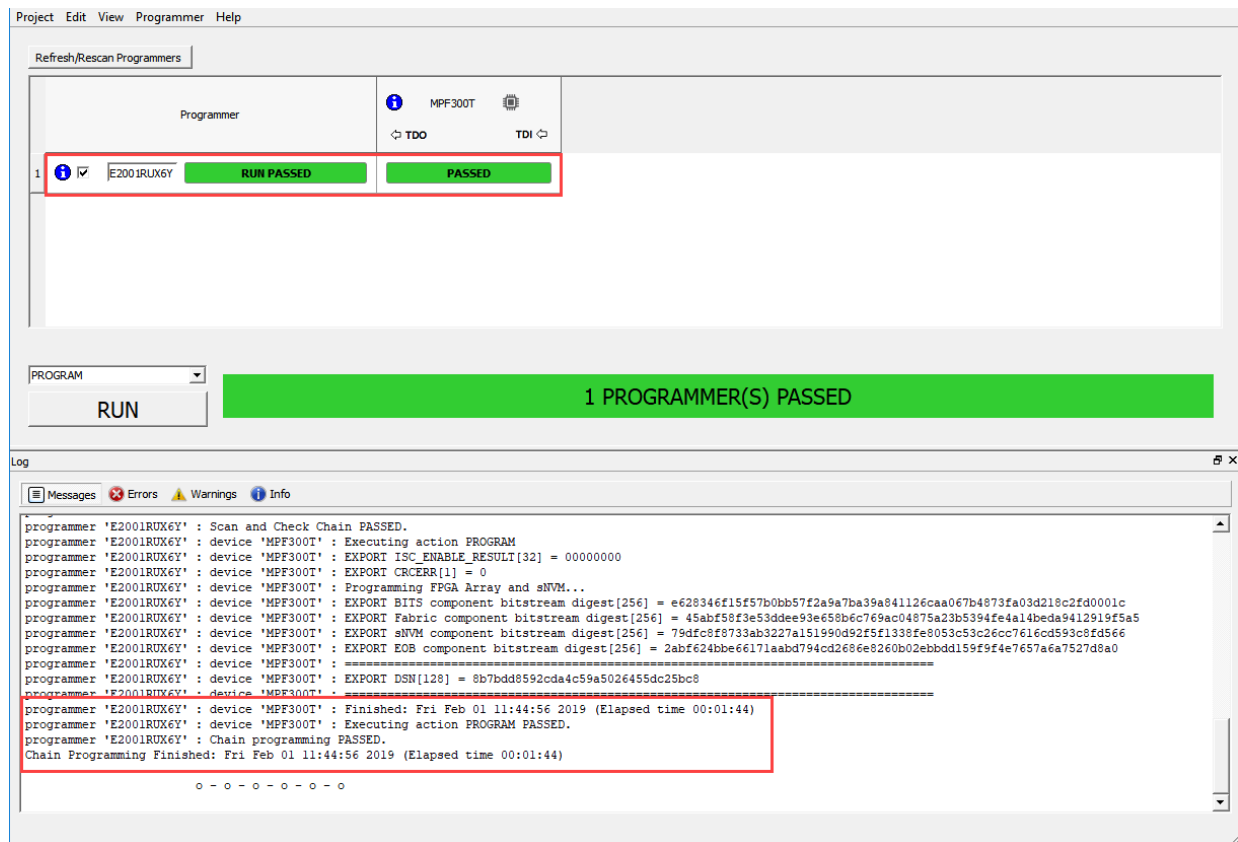 Project Edit View Programmer Help
Refresh/Rescan Programmers
Programmer
MPF300T
TDO TDI
1 E2001RUX6Y RUN PASSED PASSED
PROGRAM
RUN
1 PROGRAMMER(S) PASSED
Log
Messages Errors Warnings Info
programmer 'E2001RUX6Y' : Scan and Check Chain PASSED.
programmer 'E2001RUX6Y' : device 'MPF300T' : Executing action PROGRAM
programmer 'E2001RUX6Y' : device 'MPF300T' : EXPORT ISC_ENABLE_RESULT[32] = 00000000
programmer 'E2001RUX6Y' : device 'MPF300T' : EXPORT CRCERR[1] = 0
programmer 'E2001RUX6Y' : device 'MPF300T' : Programming FPGA Array and sNVM...
programmer 'E2001RUX6Y' : device 'MPF300T' : EXPORT BITS component bitstream digest[256] = e628346f15f57b0bb57f2a9a7ba39a841126caa067b4873fa03d218c2fd0001c
programmer 'E2001RUX6Y' : device 'MPF300T' : EXPORT Fabric component bitstream digest[256] = 45abf58f3e53ddee93e658b6c769ac04875a23b5394fe4a14beda9412919f5a5
programmer 'E2001RUX6Y' : device 'MPF300T' : EXPORT sNVM component bitstream digest[256] = 79dfc8f8733ab3227a151990d92f5f1338fe8053c53c26cc7616cd593c8fd566
programmer 'E2001RUX6Y' : device 'MPF300T' : EXPORT EOB component bitstream digest[256] = 2abf624bbe66171aabd794cd2686e8260b02ebbdd159f9f4e7657a6a7527d8a0
programmer 'E2001RUX6Y' : device 'MPF300T' : ===================================================================================
programmer 'E2001RUX6Y' : device 'MPF300T' : EXPORT DSN[128] = 8b7bdd8592cda4c59a5026455dc25bc8
programmer 'E2001RUX6Y' : device 'MPF300T' : ===================================================================================
programmer 'E2001RUX6Y' : device 'MPF300T' : Finished: Fri Feb 01 11:44:56 2019 (Elapsed time 00:01:44)
programmer 'E2001RUX6Y' : device 'MPF300T' : Executing action PROGRAM PASSED.
programmer 'E2001RUX6Y' : Chain programming PASSED.
Chain Programming Finished: Fri Feb 01 11:44:56 2019 (Elapsed time 00:01:44)
o - o - o - o - o - o